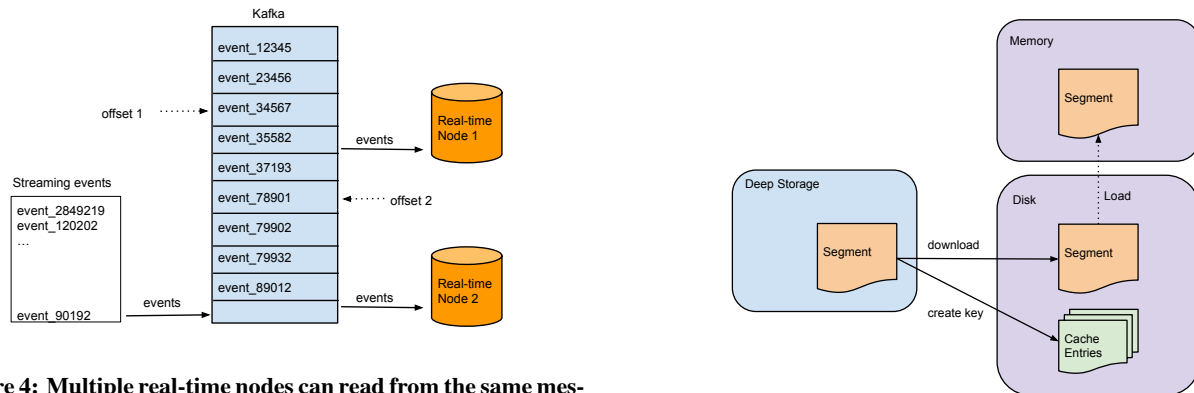 Kafka
event_12345
event_23456
offset 1
event_34567
event_35582
events
Real-time
Node 1
event_37193
Streaming events
event_78901
offset 2
event_2849219
event_120202
...
event_79902
event_79932
event_89012
Real-time
Node 2
event_90192
events
events
re 4: Multiple real-time nodes can read from the same mes-
Memory
Segment
Deep Storage
Disk
Load
Segment
download
Segment
create key
Cache
Entries